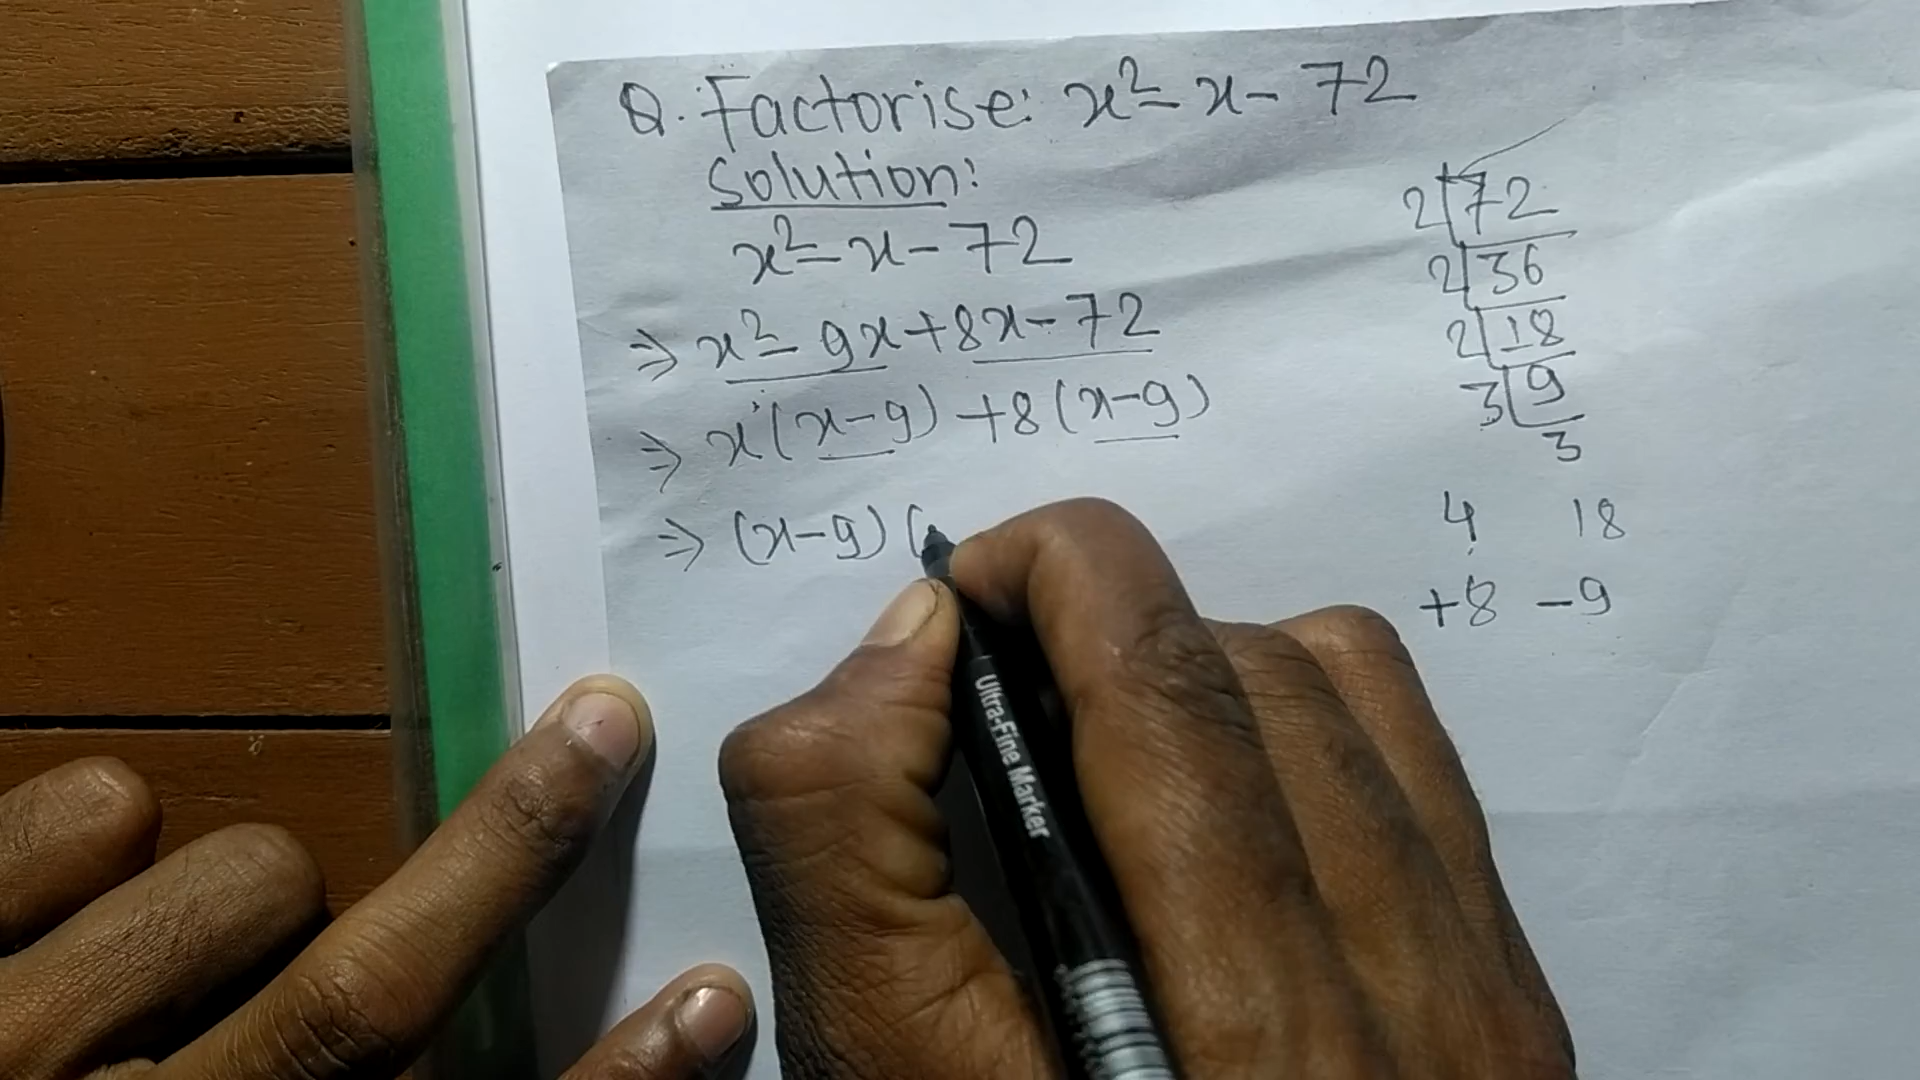 Q. Factorise: x² - x - 72
Solution:
x² - x - 72
⇒ x² - 9x + 8x - 72
⇒ x(x-9) + 8(x-9)
⇒ (x-9) (
2 72
2 36
2 18
3 9
3
4 18
+8 -9
Ultra-Fine Marker